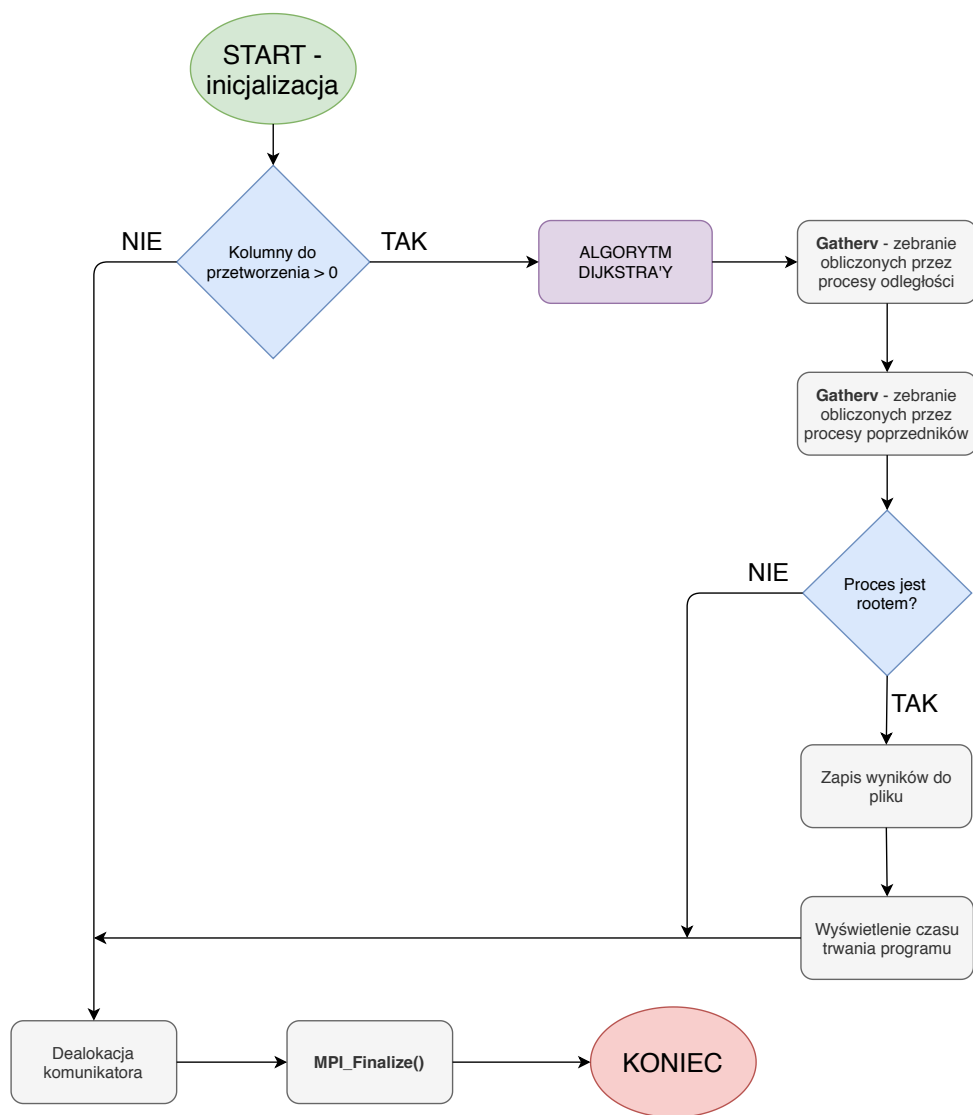 START -
inicjalizacja
NIE
Kolumny do
przetworzenia > 0
TAK
ALGORYTM
DIJKSTRA'Y
Gatherv - zebranie
obliczonych przez
procesy odległości
Gatherv - zebranie
obliczonych przez
procesy poprzedników
NIE
Proces jest
rootem?
TAK
Zapis wyników do
pliku
Wyświetlenie czasu
trwania programu
Dealokacja
komunikatora
MPI_Finalize()
KONIEC